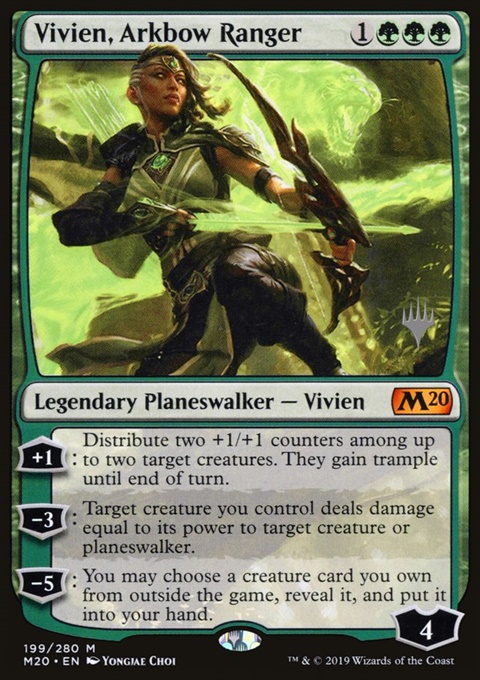 Vivien, Arkbow Ranger 1
Legendary Planeswalker — Vivien M20
+1: Distribute two +1/+1 counters among up
to two target creatures. They gain trample
until end of turn.
−3: Target creature you control deals damage
equal to its power to target creature or
planeswalker.
−5: You may choose a creature card you own
from outside the game, reveal it, and put it
into your hand.
4
199/280 M
M20 • EN Yongjae Choi ™ & © 2019 Wizards of the Coast